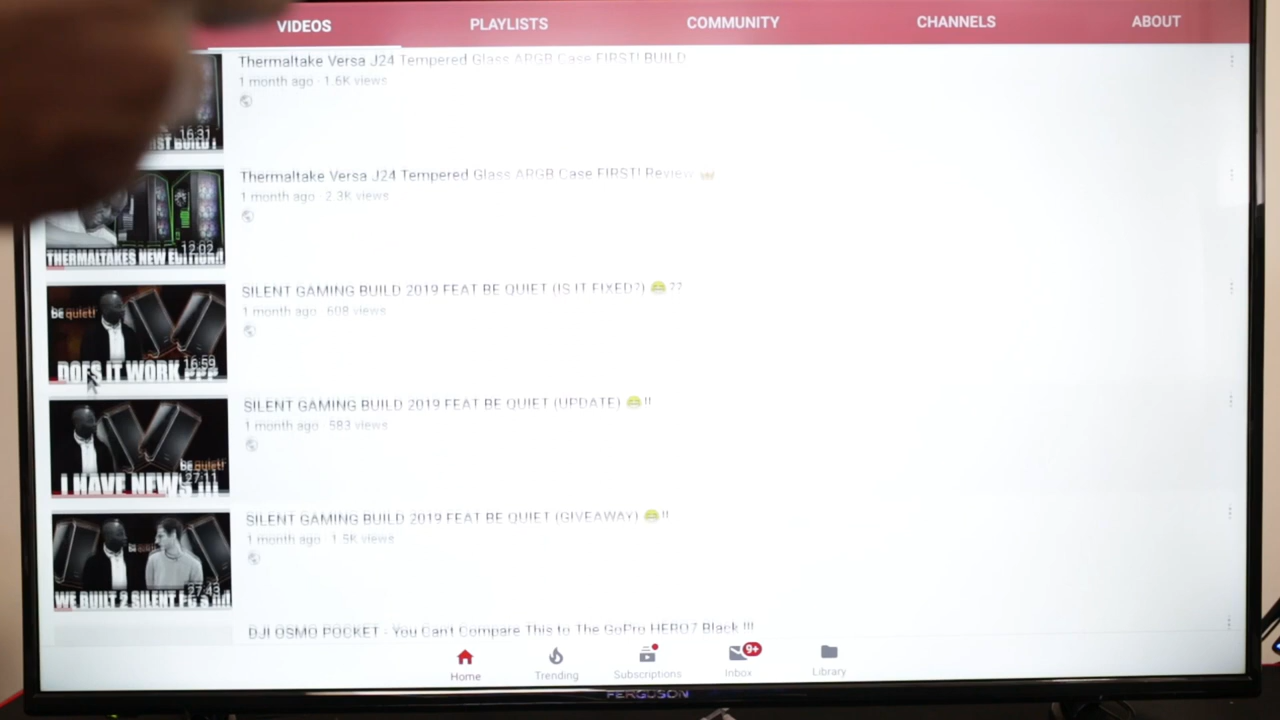 VIDEOS
PLAYLISTS
COMMUNITY
CHANNELS
ABOUT
Thermaltake Versa J24 Tempered Glass ARGB Case FIRST! BUILD
1 month ago · 1.6K views
16:31
ST BUILD !
Thermaltake Versa J24 Tempered Glass ARGB Case FIRST! Review
1 month ago · 2.3K views
12:02
THERMALTAKES NEW EDITION!!
SILENT GAMING BUILD 2019 FEAT BE QUIET (IS IT FIXED?) 😂??
1 month ago · 608 views
be quiet!
16:59
DOES IT WORK ???
SILENT GAMING BUILD 2019 FEAT BE QUIET (UPDATE) 😂!!
1 month ago · 583 views
be quiet!
27:11
I HAVE NEWS !!!
SILENT GAMING BUILD 2019 FEAT BE QUIET (GIVEAWAY) 😂!!
1 month ago · 1.5K views
27:43
WE BUILT 2 SILENT PC'S !!!
DJI OSMO POCKET - You Can't Compare This to The GoPro HERO7 Black !!!
9+
Home
Trending
Subscriptions
Inbox
Library
FERGUSON